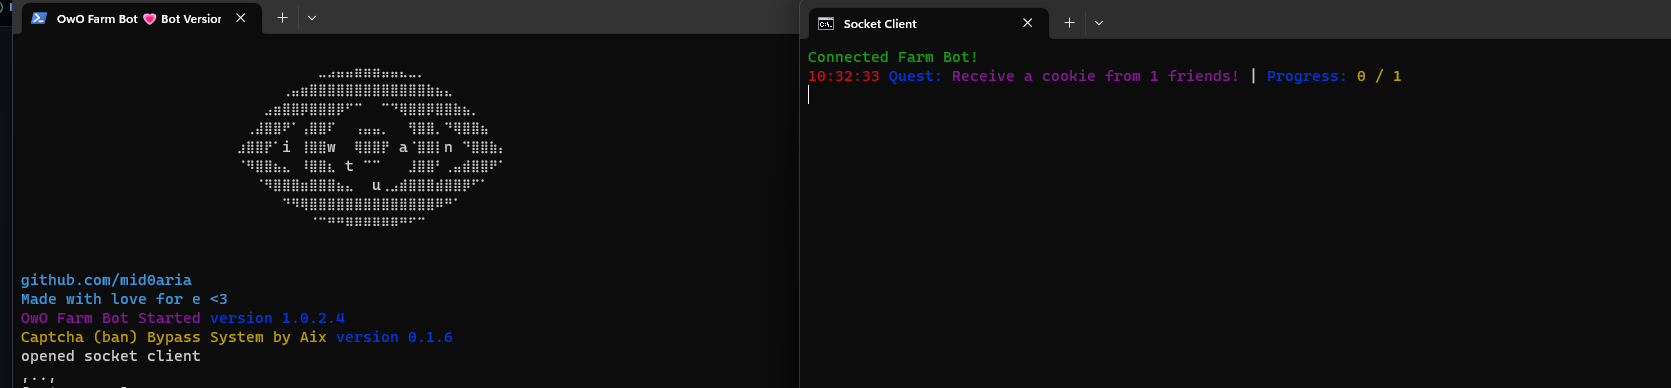 OwO Farm Bot 💗 Bot Version
Socket Client
i w a n
t
u
github.com/mid0aria
Made with love for e <3
OwO Farm Bot Started version 1.0.2.4
Captcha (ban) Bypass System by Aix version 0.1.6
opened socket client
Connected Farm Bot!
10:32:33 Quest: Receive a cookie from 1 friends! | Progress: 0 / 1